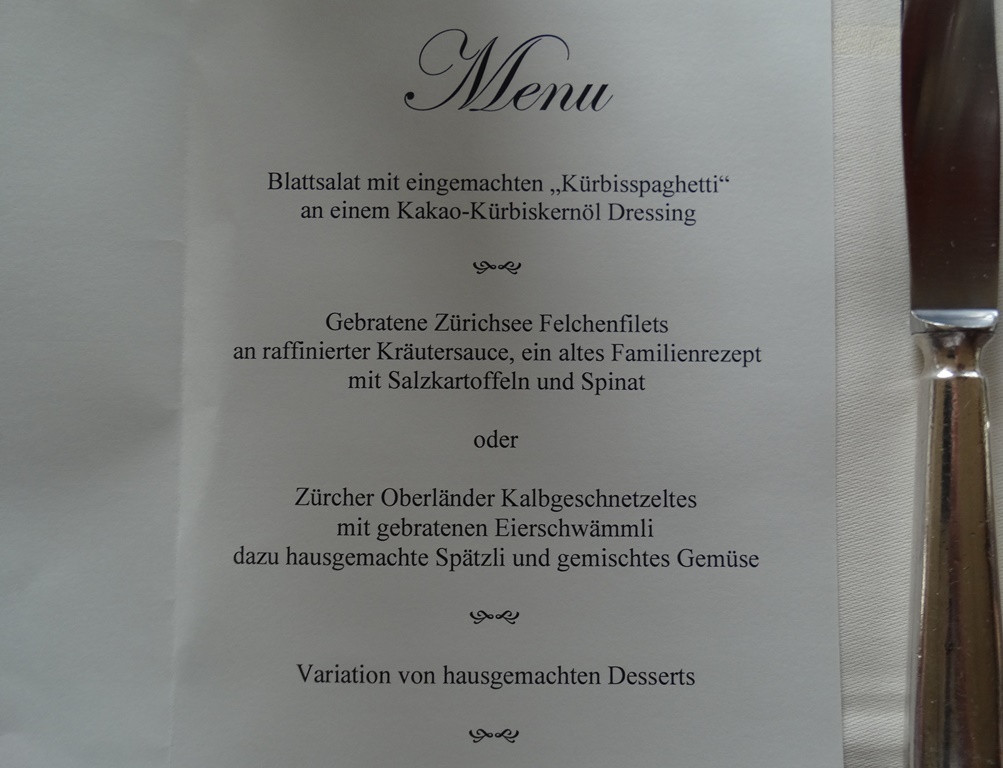 Menu
Blattsalat mit eingemachten „Kürbisspaghetti“
an einem Kakao-Kürbiskernöl Dressing
Gebratene Zürichsee Felchenfilets
an raffinierter Kräutersauce, ein altes Familienrezept
mit Salzkartoffeln und Spinat
oder
Zürcher Oberländer Kalbgeschnetzeltes
mit gebratenen Eierschwämmli
dazu hausgemachte Spätzli und gemischtes Gemüse
Variation von hausgemachten Desserts